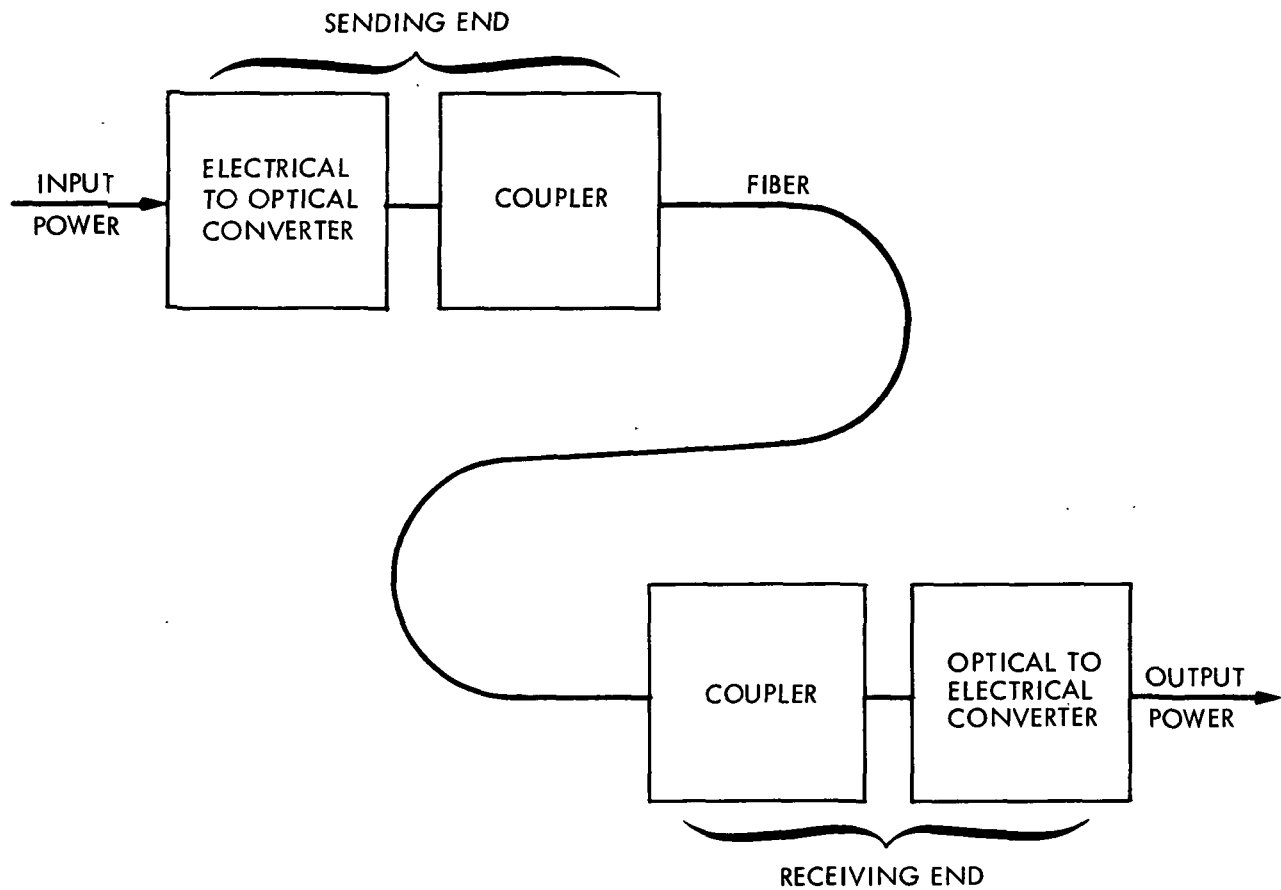 SENDING END
INPUT
POWER
ELECTRICAL
TO OPTICAL
CONVERTER
COUPLER
FIBER
COUPLER
OPTICAL TO
ELECTRICAL
CONVERTER
OUTPUT
POWER
RECEIVING END